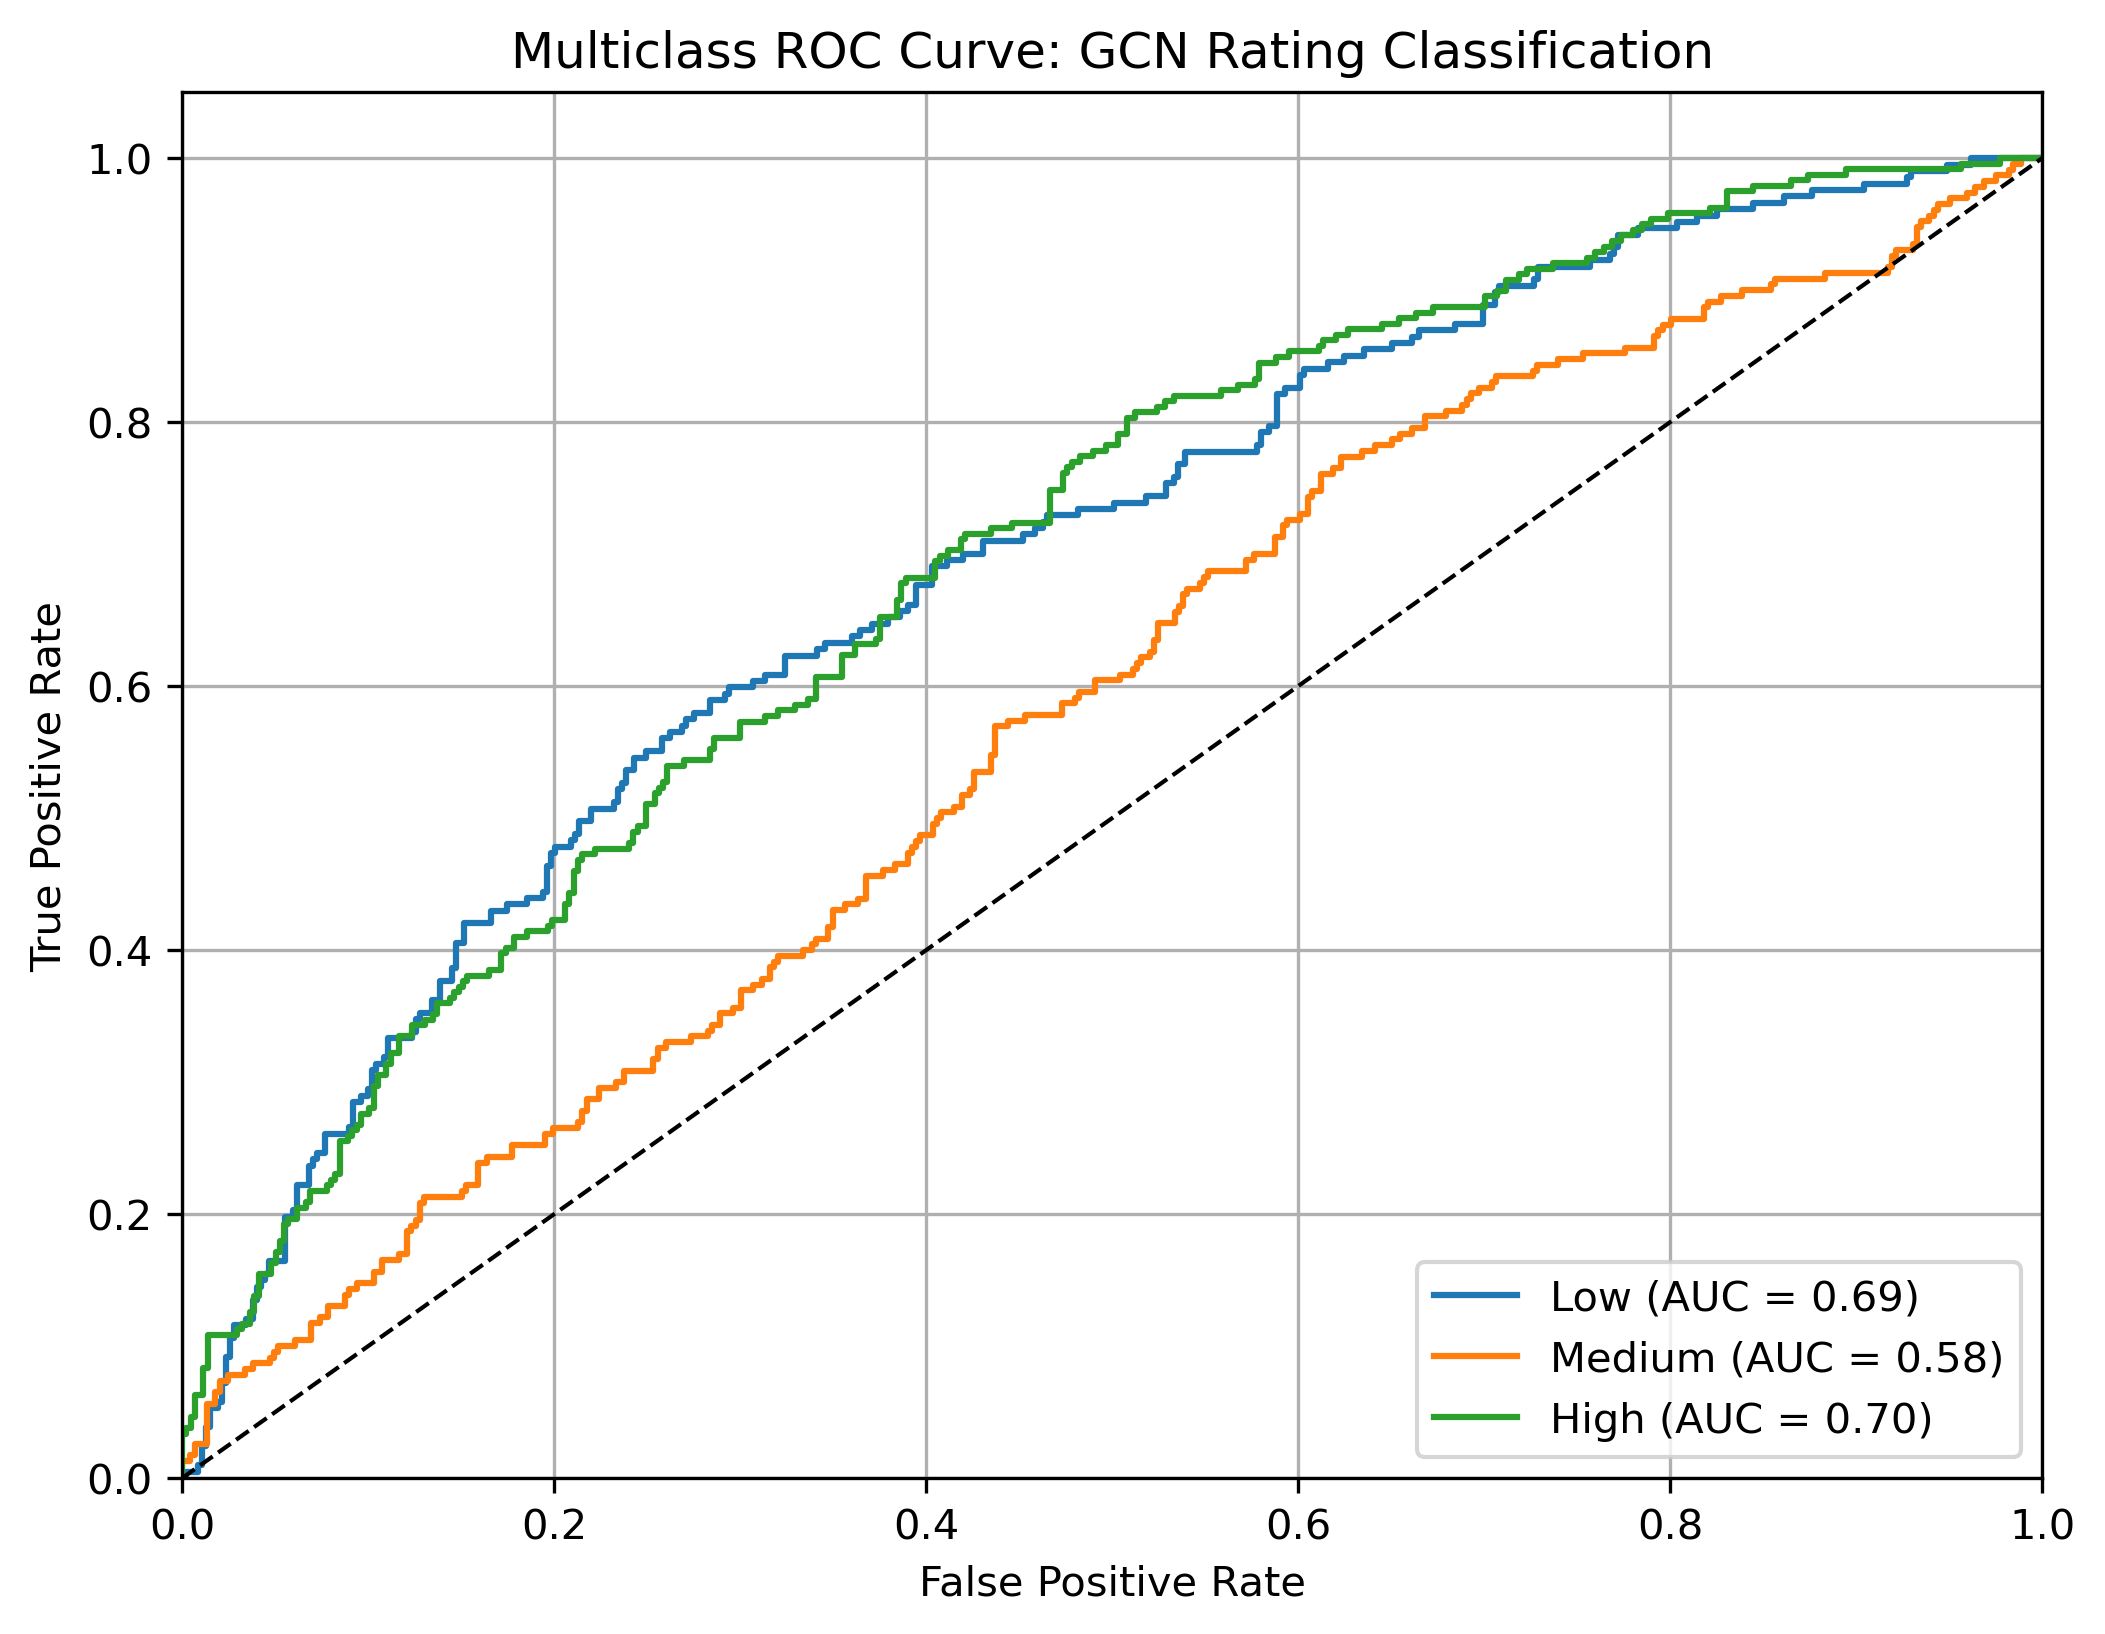 Multiclass ROC Curve: GCN Rating Classification
1.0
0.8
0.6
0.4
0.2
0.0
True Positive Rate
0.0 0.2 0.4 0.6 0.8 1.0
False Positive Rate
Low (AUC = 0.69)
Medium (AUC = 0.58)
High (AUC = 0.70)